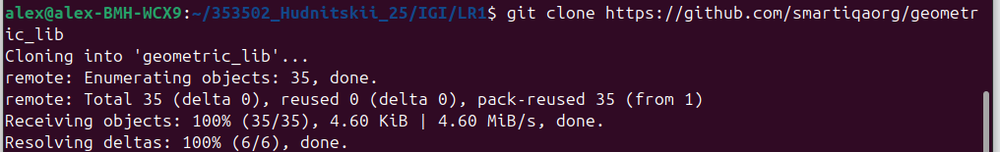 alex@alex-BMH-WCX9:~/353502_Hudnitskii_25/IGI/LR1$ git clone https://github.com/smartiqaorg/geometr
ic_lib
Cloning into 'geometric_lib'...
remote: Enumerating objects: 35, done.
remote: Total 35 (delta 0), reused 0 (delta 0), pack-reused 35 (from 1)
Receiving objects: 100% (35/35), 4.60 KiB | 4.60 MiB/s, done.
Resolving deltas: 100% (6/6), done.